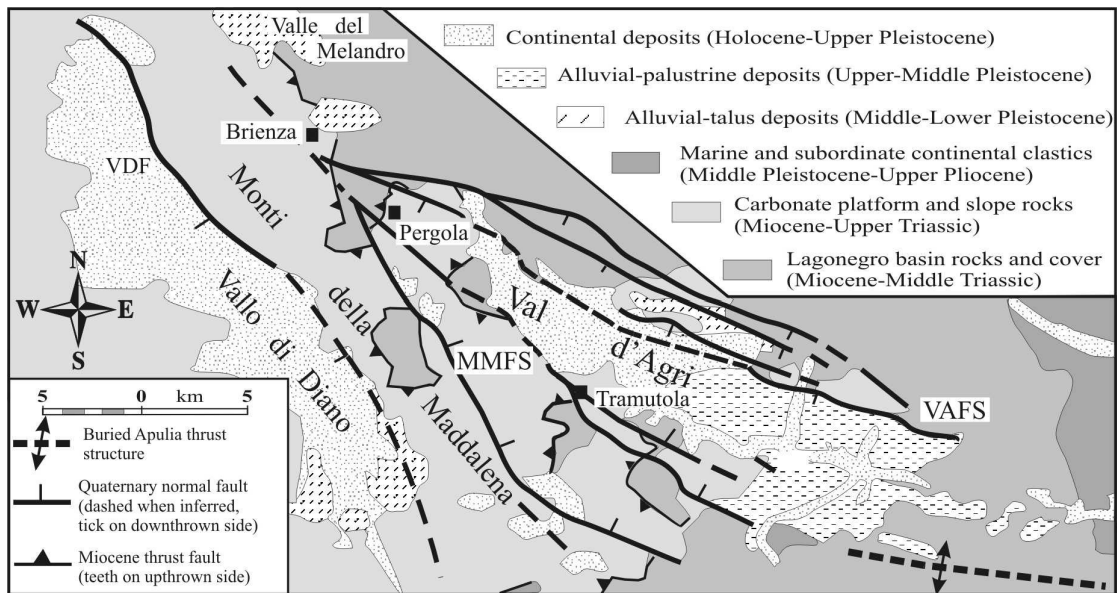 Valle del
Melandro
Brienza
VDF
Monti
della
Maddalena
Pergola
Val
d'Agri
MMFS
Tramutola
VAFS
Vallo
di
Diano
N
W E
S
Continental deposits (Holocene-Upper Pleistocene)
Alluvial-palustrine deposits (Upper-Middle Pleistocene)
Alluvial-talus deposits (Middle-Lower Pleistocene)
Marine and subordinate continental clastics
(Middle Pleistocene-Upper Pliocene)
Carbonate platform and slope rocks
(Miocene-Upper Triassic)
Lagonegro basin rocks and cover
(Miocene-Middle Triassic)
5 0 km 5
Buried Apulia thrust
structure
Quaternary normal fault
(dashed when inferred,
tick on downthrown side)
Miocene thrust fault
(teeth on upthrown side)